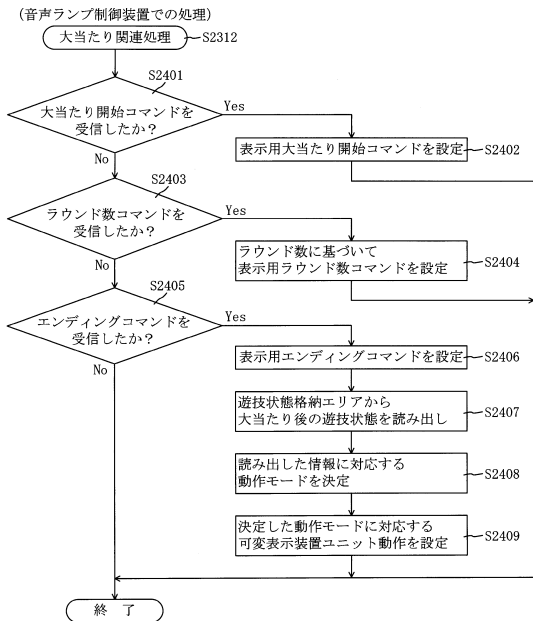 (音声ランプ制御装置での処理)
大当たり関連処理
S2312
S2401
大当たり開始コマンドを
受信したか？
Yes
表示用大当たり開始コマンドを設定
S2402
No
S2403
ラウンド数コマンドを
受信したか？
Yes
ラウンド数に基づいて
表示用ラウンド数コマンドを設定
S2404
No
S2405
エンディングコマンドを
受信したか？
Yes
表示用エンディングコマンドを設定
S2406
No
遊技状態格納エリアから
大当たり後の遊技状態を読み出し
S2407
読み出した情報に対応する
動作モードを決定
S2408
決定した動作モードに対応する
可変表示装置ユニット動作を設定
S2409
終 了